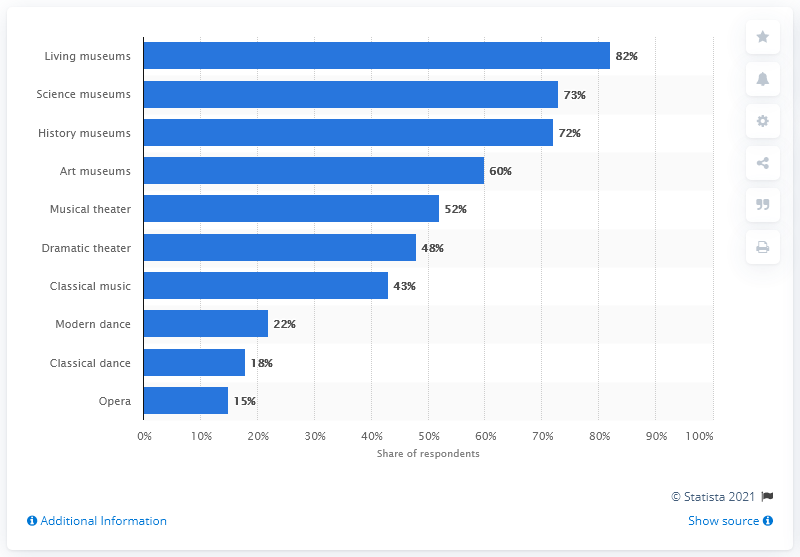 Living museums 82%
Science museums 73%
History museums 72%
Art museums 60%
Musical theater 52%
Dramatic theater 48%
Classical music 43%
Modern dance 22%
Classical dance 18%
Opera 15%
0% 10% 20% 30% 40% 50% 60% 70% 80% 90% 100%
Share of respondents
© Statista 2021
Additional Information
Show source